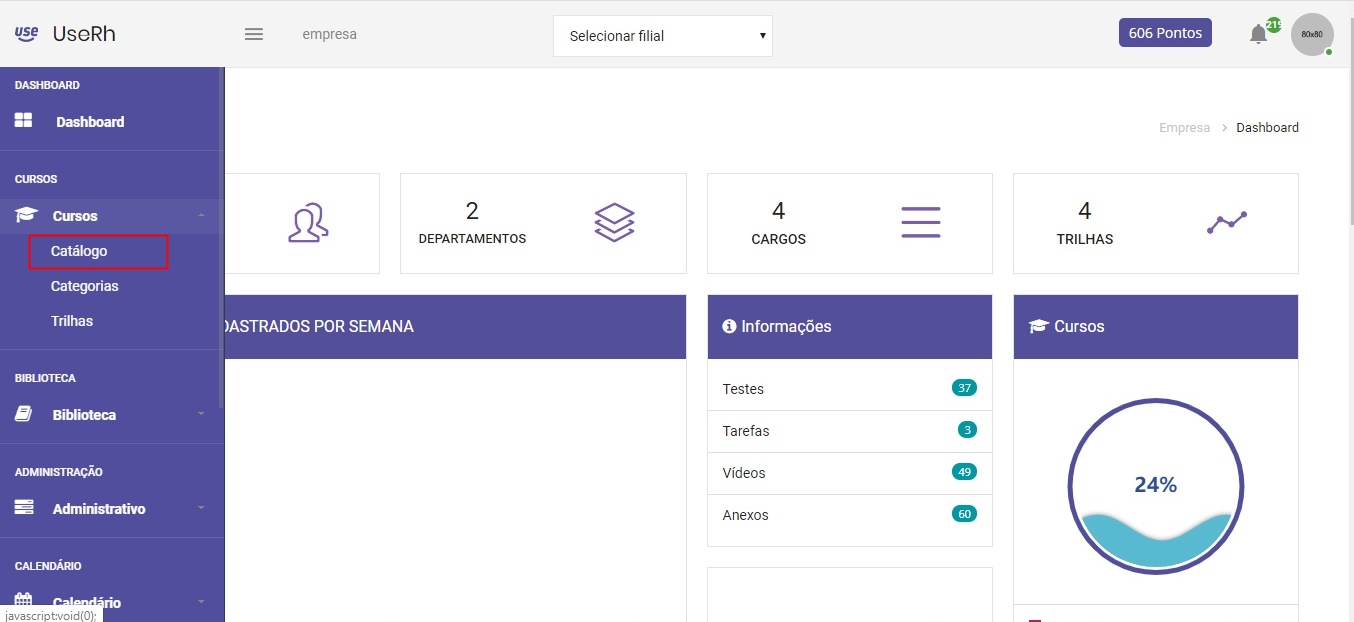 use UseRh
empresa
Selecionar filial
606 Pontos
215
80x80
DASHBOARD
Dashboard
CURSOS
Cursos
Catálogo
Categorias
Trilhas
BIBLIOTECA
Biblioteca
ADMINISTRAÇÃO
Administrativo
CALENDÁRIO
Calendário
javascript:void(0);
Empresa > Dashboard
2
DEPARTAMENTOS
4
CARGOS
4
TRILHAS
DASTRADOS POR SEMANA
Informações
Testes 37
Tarefas 3
Vídeos 49
Anexos 60
Cursos
24%